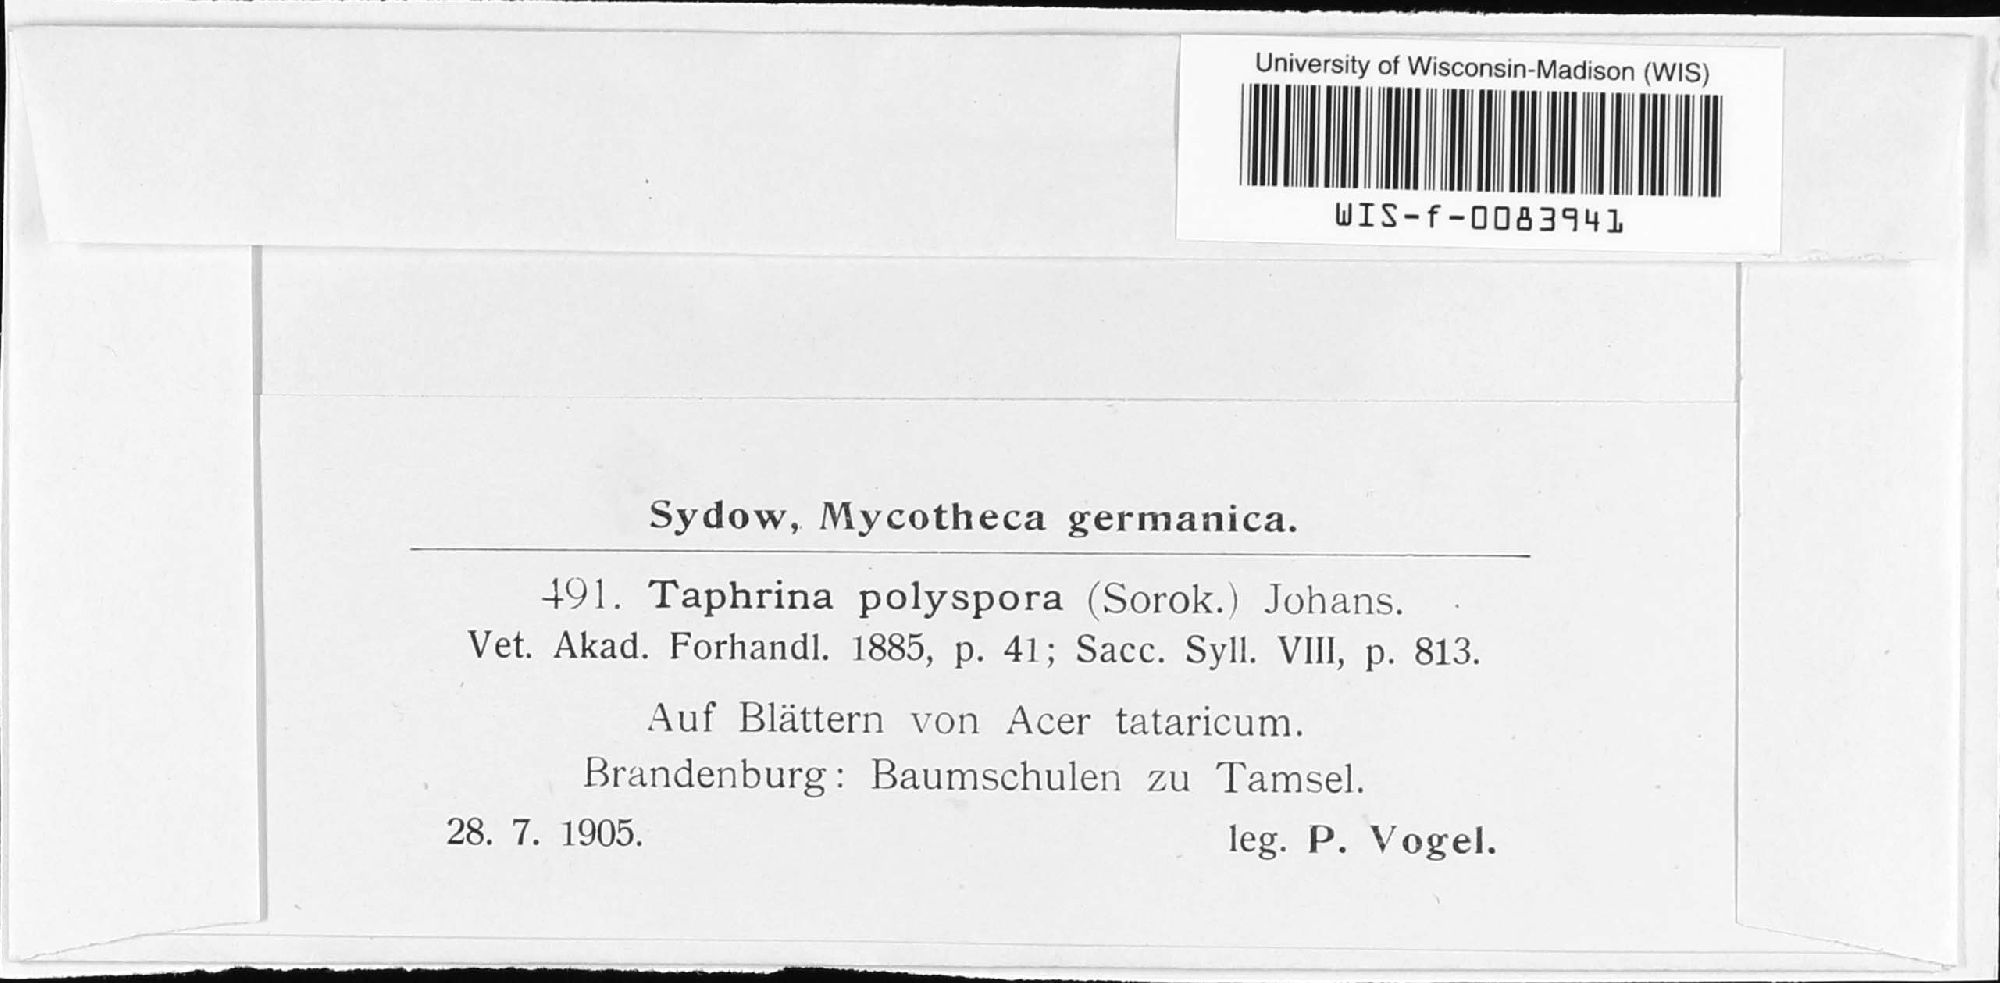 University of Wisconsin-Madison (WIS)
WIS-f-0083941
Sydow, Mycotheca germanica.
491. Taphrina polyspora (Sorok.) Johans.
Vet. Akad. Forhandl. 1885, p. 41; Sacc. Syll. VIII, p. 813.
Auf Blättern von Acer tataricum.
Brandenburg: Baumschulen zu Tamsel.
28. 7. 1905. leg. P. Vogel.